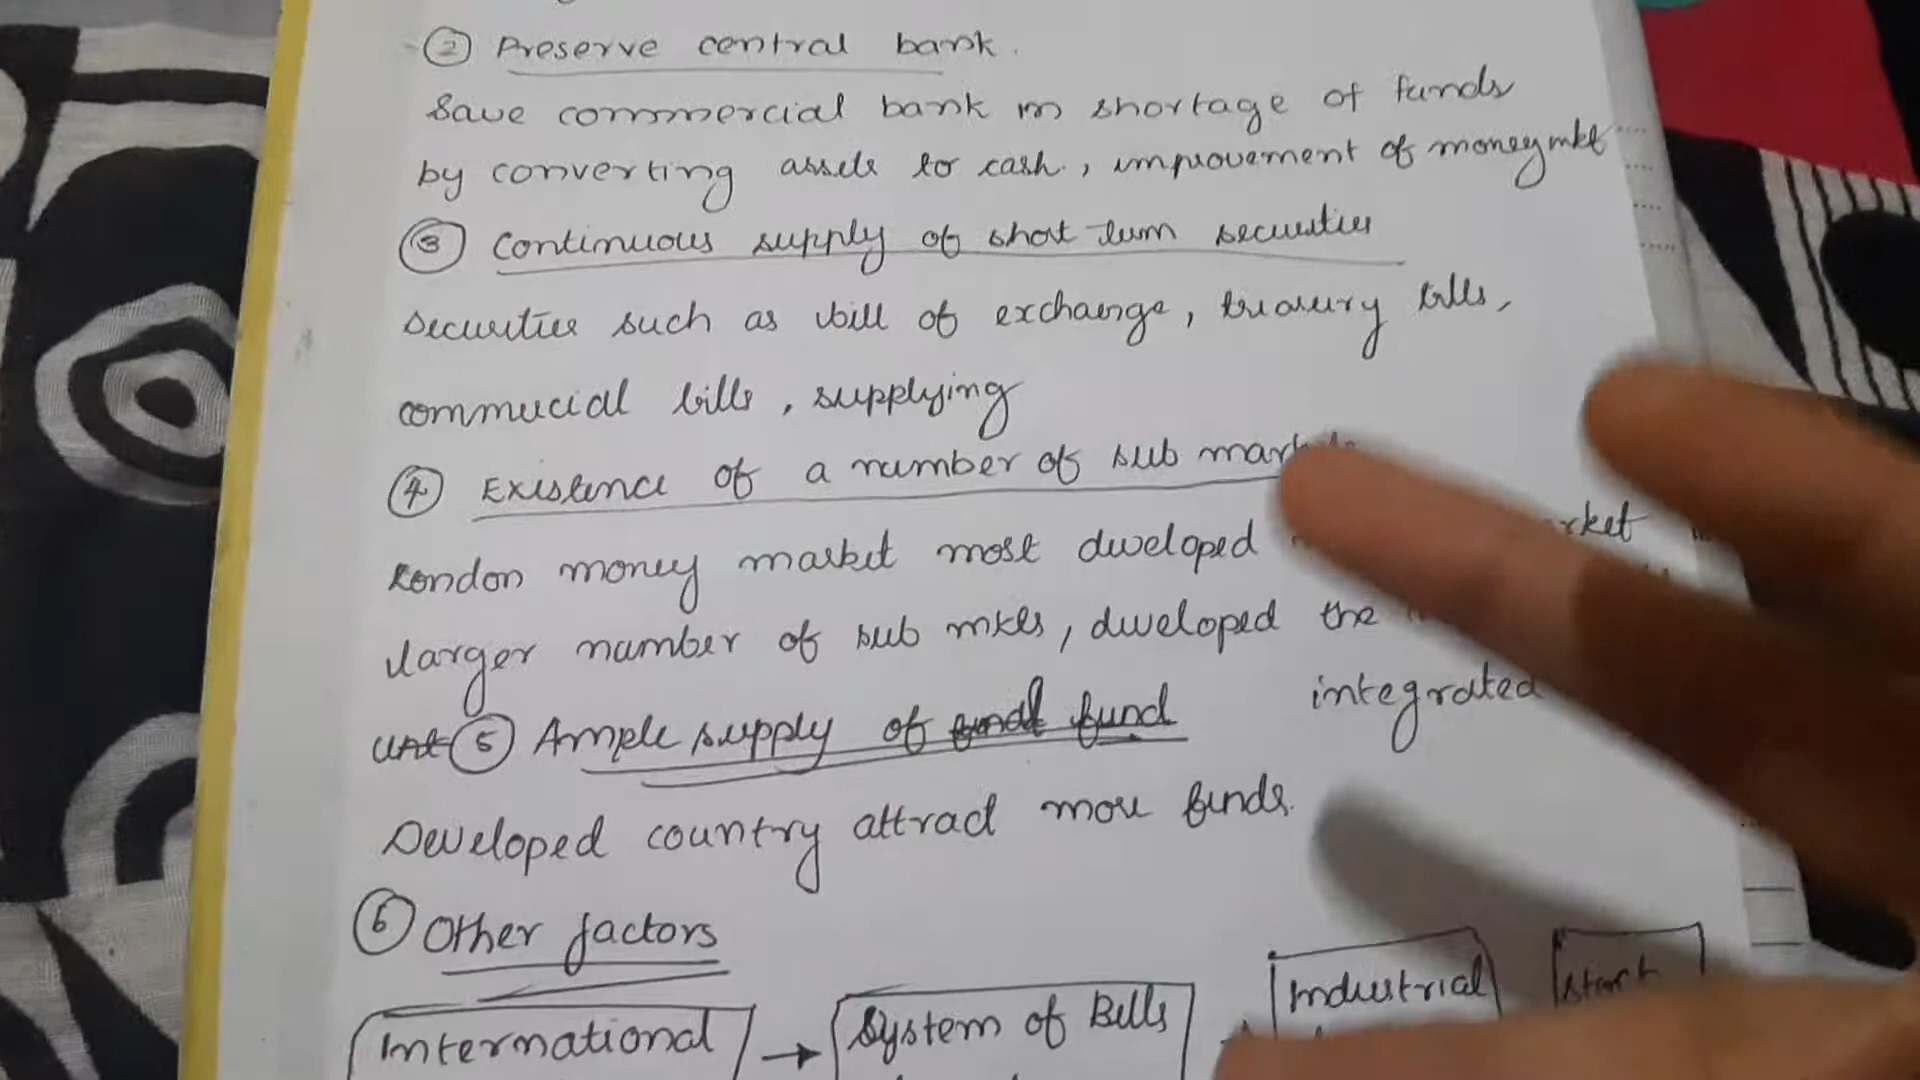 ② Preserve central bank.
Save commercial bank in shortage of funds
by converting assets to cash, improvement of money mkt
③ Continuous supply of short term securities
Securities such as bill of exchange, treasury bills,
commercial bills, supplying
④ Existence of a number of sub
London money market most developed
larger number of sub mkts, developed the
integrated
⑤ Ample supply of fund
Developed country attract more funds.
⑥ Other factors
International → System of Bills Industrial